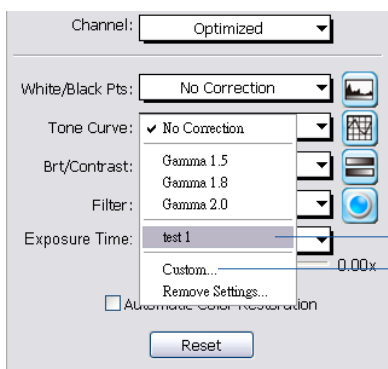 Channel: Optimized
White/Black Pts: No Correction
Tone Curve: ✔ No Correction
Gamma 1.5
Brt/Contrast:
Gamma 1.8
Filter: Gamma 2.0
Exposure Time: test 1
Custom... 0.00x
Remove Settings...
Automatic Color Restoration
Reset